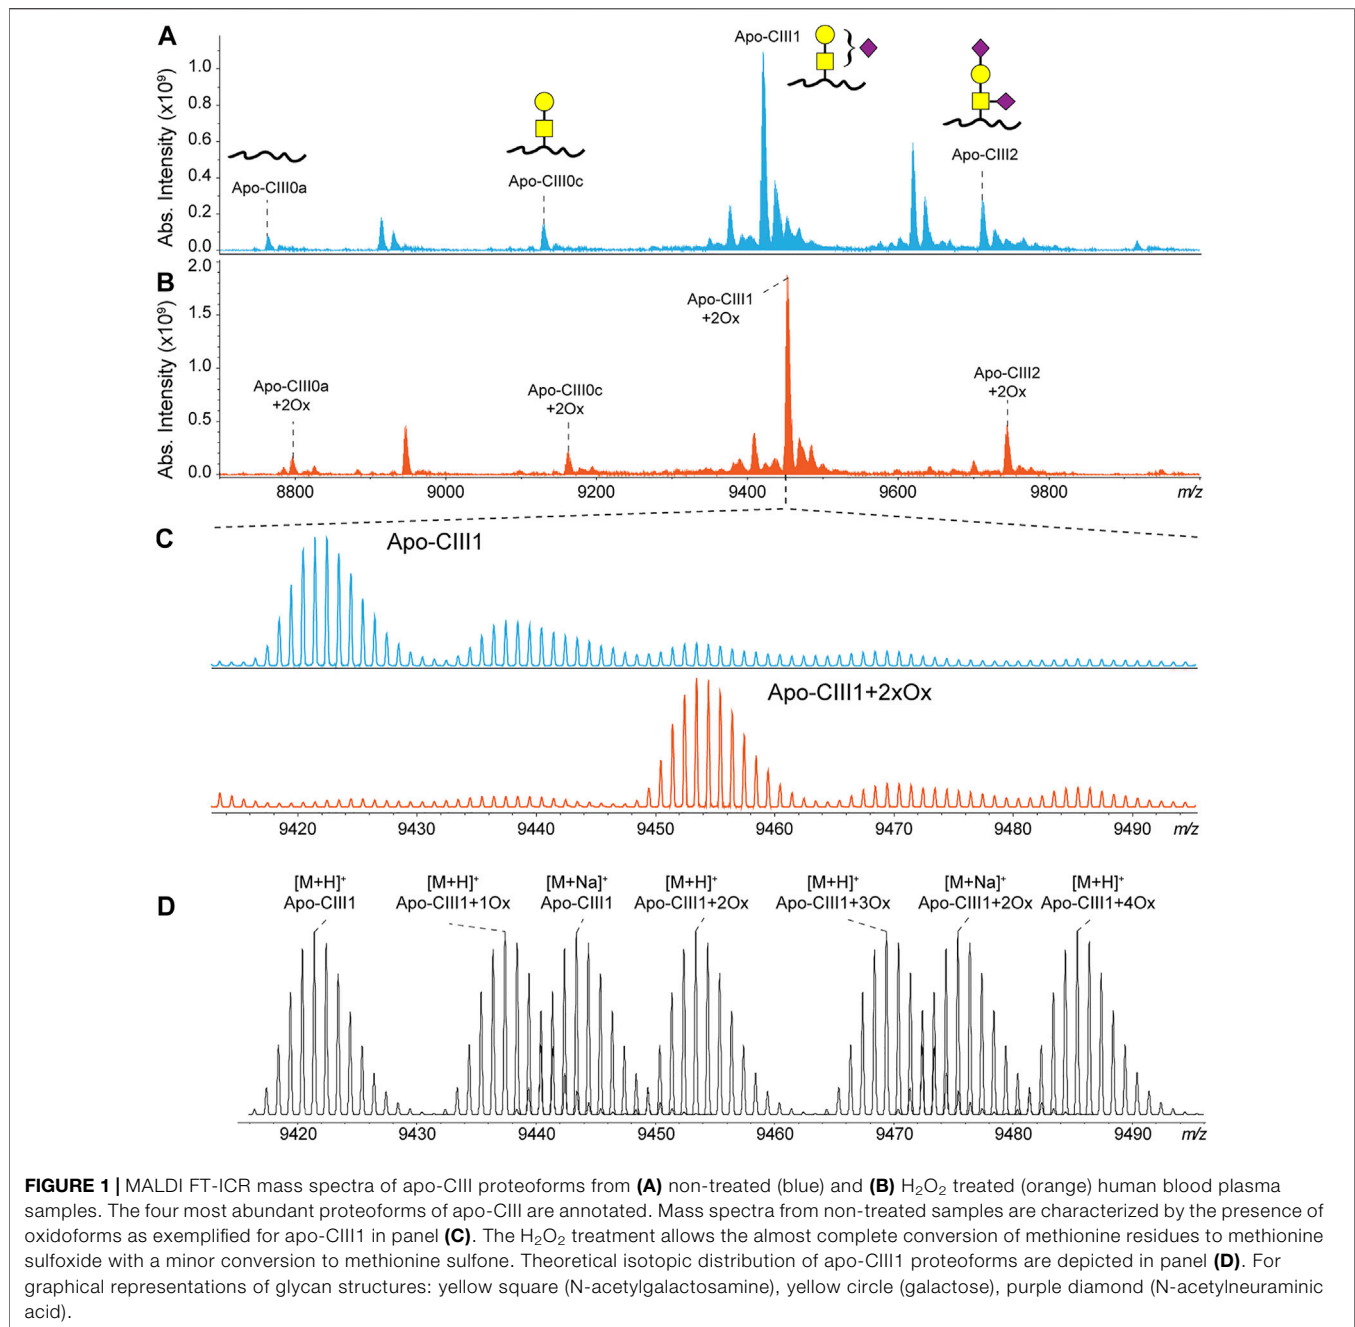 A
Abs. Intensity (x10⁹)
1.0
0.8
0.6
0.4
0.2
0.0
Apo-CIII0a
Apo-CIII0c
Apo-CIII1
Apo-CIII2
B
Abs. Intensity (x10⁹)
2.0
1.5
1.0
0.5
0.0
Apo-CIII0a
+2Ox
Apo-CIII0c
+2Ox
Apo-CIII1
+2Ox
Apo-CIII2
+2Ox
8800 9000 9200 9400 9600 9800 m/z
C
Apo-CIII1
Apo-CIII1+2xOx
9420 9430 9440 9450 9460 9470 9480 9490 m/z
D
[M+H]⁺ [M+H]⁺ [M+Na]⁺ [M+H]⁺ [M+H]⁺ [M+Na]⁺ [M+H]⁺
Apo-CIII1 Apo-CIII1+1Ox Apo-CIII1 Apo-CIII1+2Ox Apo-CIII1+3Ox Apo-CIII1+2Ox Apo-CIII1+4Ox
9420 9430 9440 9450 9460 9470 9480 9490 m/z
FIGURE 1 | MALDI FT-ICR mass spectra of apo-CIII proteoforms from (A) non-treated (blue) and (B) H₂O₂ treated (orange) human blood plasma
samples. The four most abundant proteoforms of apo-CIII are annotated. Mass spectra from non-treated samples are characterized by the presence of
oxidoforms as exemplified for apo-CIII1 in panel (C). The H₂O₂ treatment allows the almost complete conversion of methionine residues to methionine
sulfoxide with a minor conversion to methionine sulfone. Theoretical isotopic distribution of apo-CIII1 proteoforms are depicted in panel (D). For
graphical representations of glycan structures: yellow square (N-acetylgalactosamine), yellow circle (galactose), purple diamond (N-acetylneuraminic
acid).